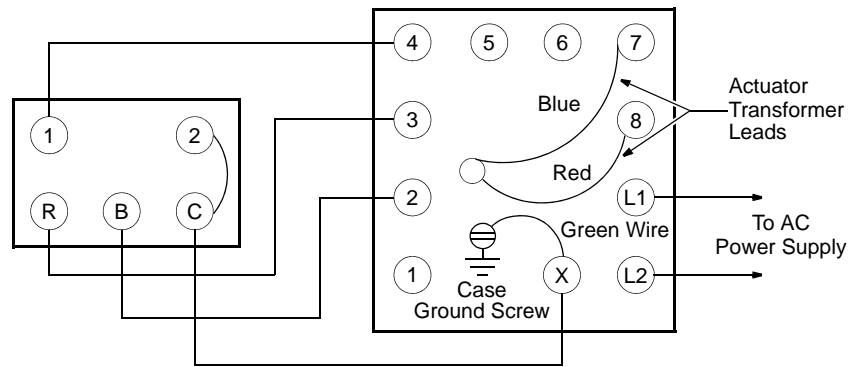 4 5 6 7
Actuator
Transformer
Leads
Blue
1 2
3
8
Red
R B C
2
L1
Green Wire
To AC
Power Supply
1
X
L2
Case
Ground Screw